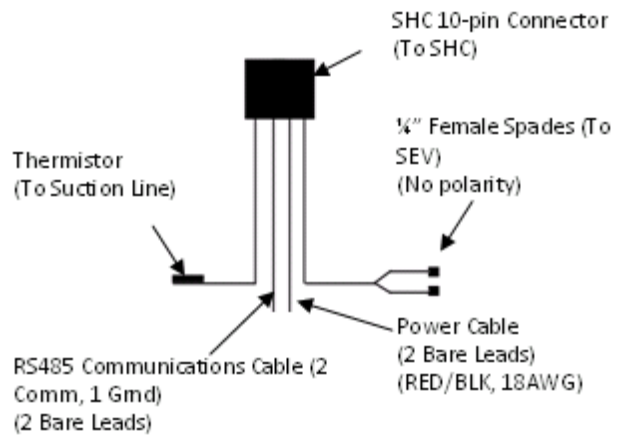 SHC 10-pin Connector
(To SHC)
¼” Female Spades (To
SEV)
(No polarity)
Thermistor
(To Suction Line)
Power Cable
(2 Bare Leads)
(RED/BLK, 18AWG)
RS485 Communications Cable (2
Comm, 1 Grnd)
(2 Bare Leads)